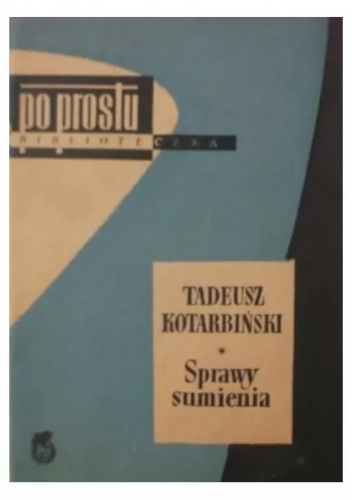 po prostu
BIBLIOTECZKA
TADEUSZ
KOTARBIŃSKI
*
Sprawy
sumienia